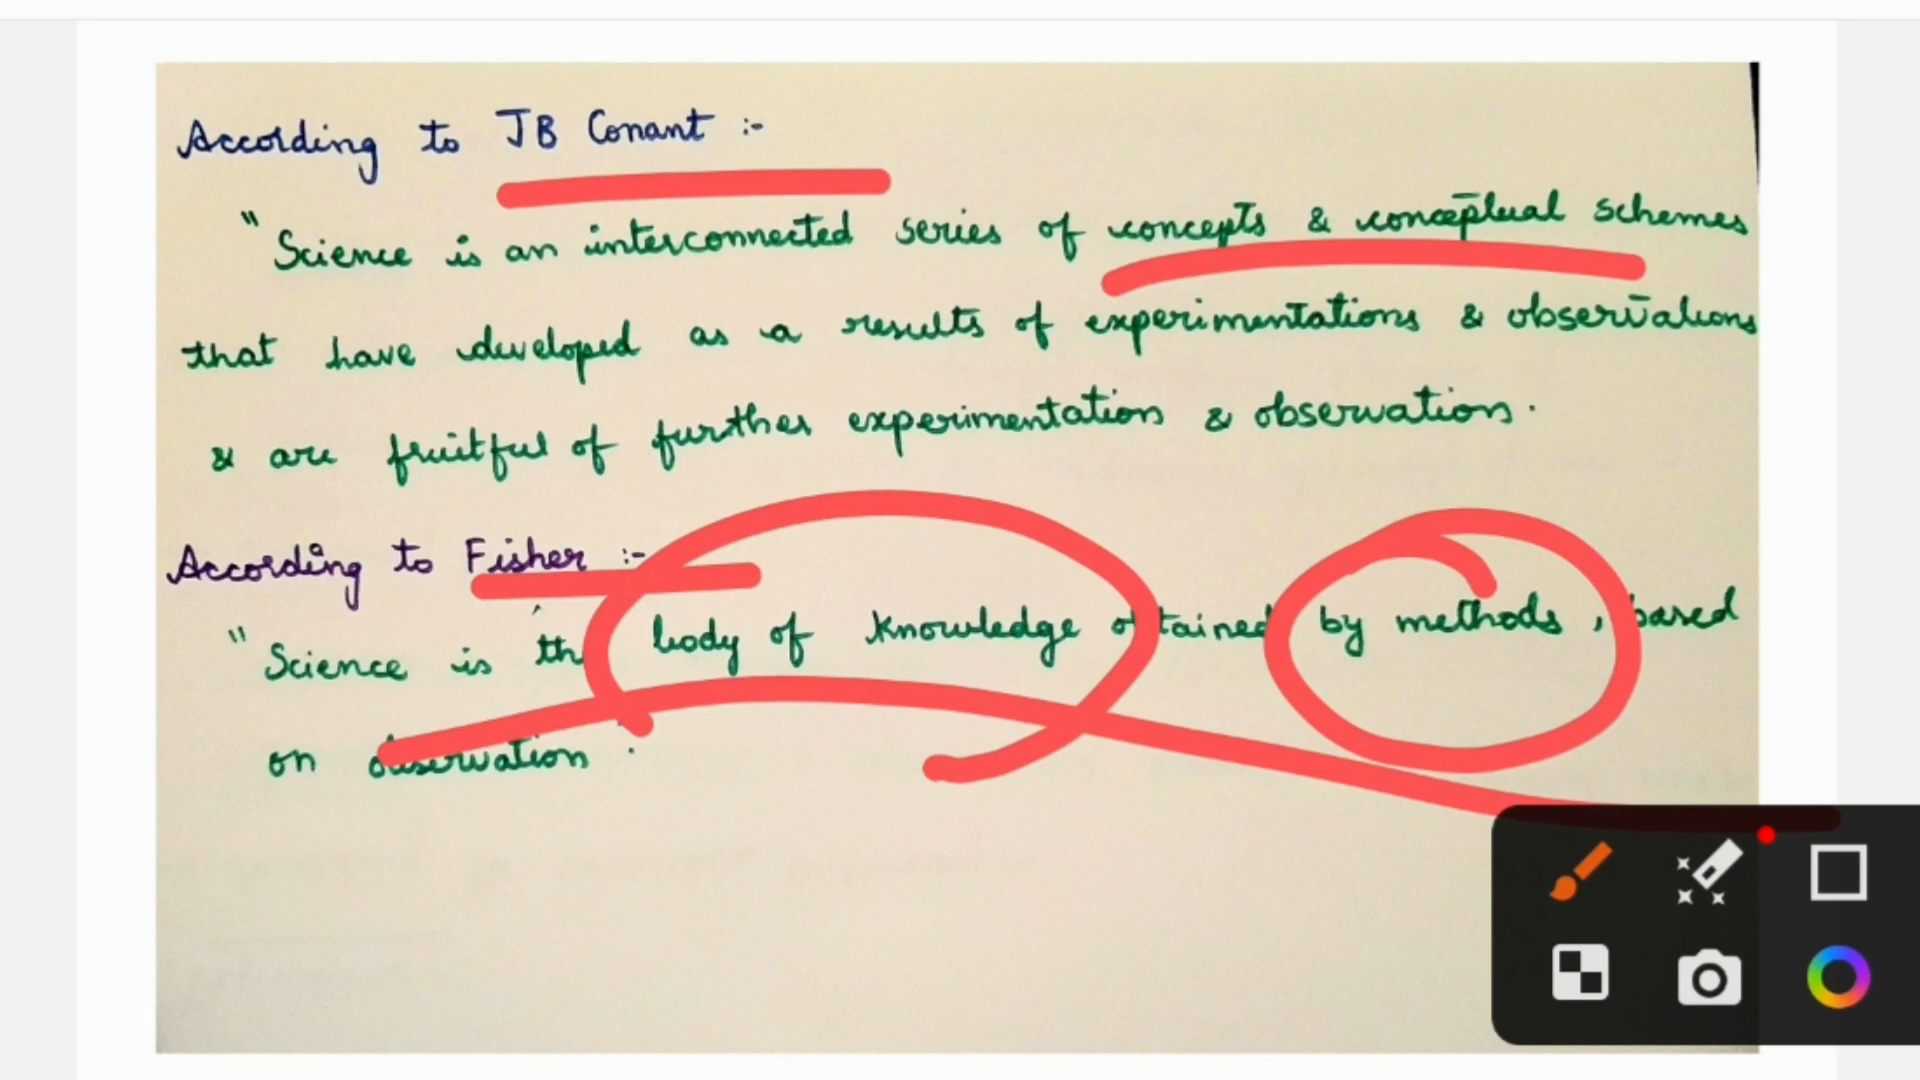 According to JB Conant :-
"Science is an interconnected series of concepts & conceptual schemes
that have developed as a results of experimentations & observations
& are fruitful of further experimentation & observation.
According to Fisher :-
"Science is the body of knowledge obtained by methods, based
on observation.